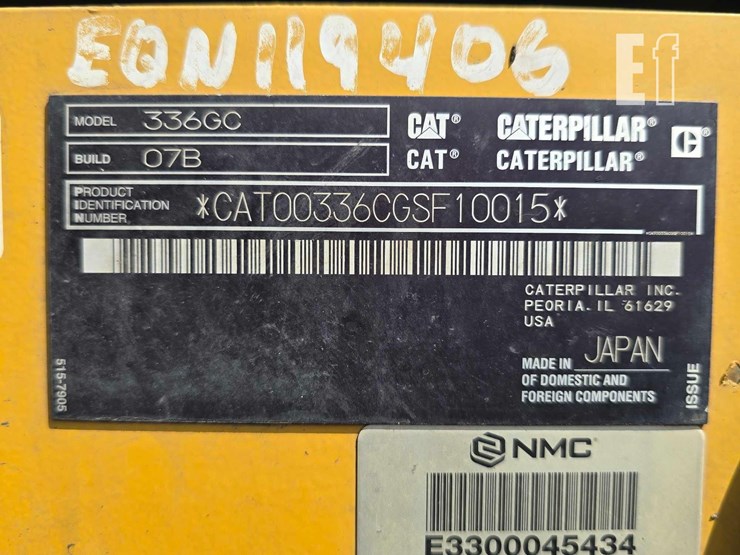 EQN119406
Ef
MODEL 336GC
BUILD 07B
CAT® CATERPILLAR®
CAT® CATERPILLAR®
PRODUCT
IDENTIFICATION
NUMBER
*CAT00336CGSF10015*
CATERPILLAR INC.
PEORIA. IL 61629
USA
MADE IN JAPAN
OF DOMESTIC AND
FOREIGN COMPONENTS
515-7905
ISSUE
NMC
E3300045434